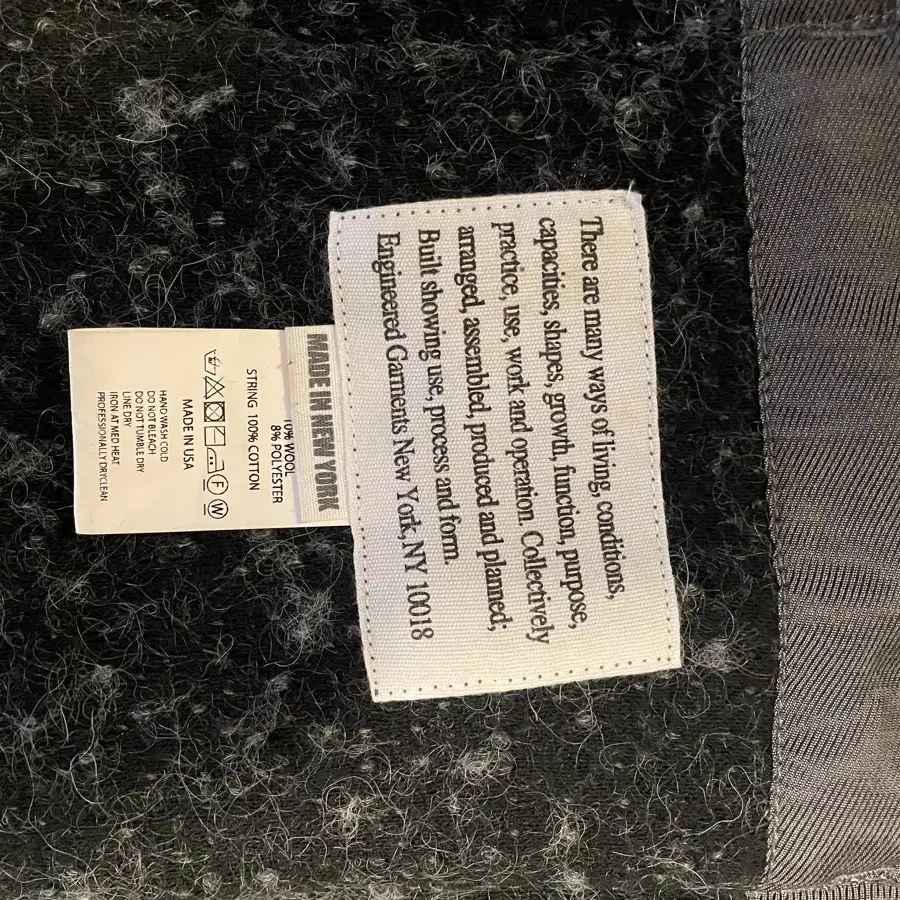 There are many ways of living, conditions,
capacities, shapes, growth, function, purpose,
practice, use, work and operation. Collectively
arranged, assembled, produced and planned;
Built showing use, process and form.
Engineered Garments New York, NY 10018
MADE IN NEW YORK
WOOL
8% POLYESTER
STRING 100% COTTON
F W
MADE IN USA
HAND WASH COLD
DO NOT BLEACH
DO NOT TUMBLE DRY
LINE DRY
IRON AT MED HEAT
PROFESSIONALLY DRYCLEAN